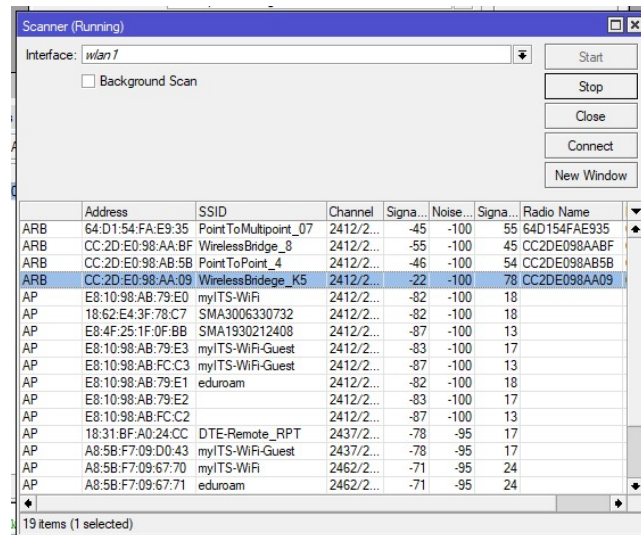 Scanner (Running)
Interface: wlan1
Start
Background Scan
Stop
Close
Connect
New Window
Address SSID Channel Signa... Noise... Signa... Radio Name
ARB 64:D1:54:FA:E9:35 PointToMultipoint_07 2412/2... -45 -100 55 64D154FAE935
ARB CC:2D:E0:98:AA:BF WirelessBridge_8 2412/2... -55 -100 45 CC2DE098AABF
ARB CC:2D:E0:98:AB:5B PointToPoint_4 2412/2... -46 -100 54 CC2DE098AB5B
ARB CC:2D:E0:98:AA:09 WirelessBridege_K5 2412/2... -22 -100 78 CC2DE098AA09
AP E8:10:98:AB:79:E0 myITS-WiFi 2412/2... -82 -100 18
AP 18:62:E4:3F:78:C7 SMA3006330732 2412/2... -82 -100 18
AP E8:4F:25:1F:0F:BB SMA1930212408 2412/2... -87 -100 13
AP E8:10:98:AB:79:E3 myITS-WiFi-Guest 2412/2... -83 -100 17
AP E8:10:98:AB:FC:C3 myITS-WiFi-Guest 2412/2... -87 -100 13
AP E8:10:98:AB:79:E1 eduroam 2412/2... -82 -100 18
AP E8:10:98:AB:79:E2 2412/2... -83 -100 17
AP E8:10:98:AB:FC:C2 2412/2... -87 -100 13
AP 18:31:BF:A0:24:CC DTE-Remote_RPT 2437/2... -78 -95 17
AP A8:5B:F7:09:D0:43 myITS-WiFi-Guest 2437/2... -78 -95 17
AP A8:5B:F7:09:67:70 myITS-WiFi 2462/2... -71 -95 24
AP A8:5B:F7:09:67:71 eduroam 2462/2... -71 -95 24
19 items (1 selected)